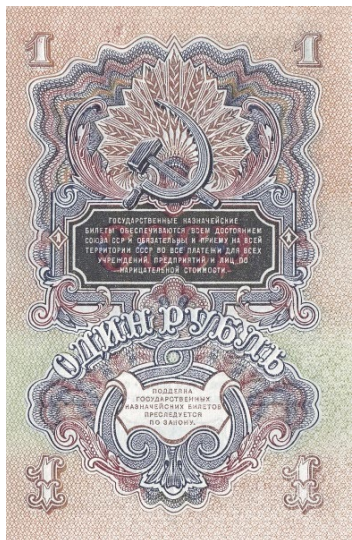 1 1
ГОСУДАРСТВЕННЫЕ КАЗНАЧЕЙСКИЕ
БИЛЕТЫ ОБЕСПЕЧИВАЮТСЯ ВСЕМ ДОСТОЯНИЕМ
СОЮЗА ССР И ОБЯЗАТЕЛЬНЫ К ПРИЕМУ НА ВСЕЙ
1 ТЕРРИТОРИИ СССР ВО ВСЕ ПЛАТЕЖИ ДЛЯ ВСЕХ 1
УЧРЕЖДЕНИЙ, ПРЕДПРИЯТИЙ И ЛИЦ ПО
НАРИЦАТЕЛЬНОЙ СТОИМОСТИ.
ОДИН РУБЛЬ
ПОДДЕЛКА
ГОСУДАРСТВЕННЫХ
КАЗНАЧЕЙСКИХ БИЛЕТОВ
ПРЕСЛЕДУЕТСЯ
ПО ЗАКОНУ.
1 1